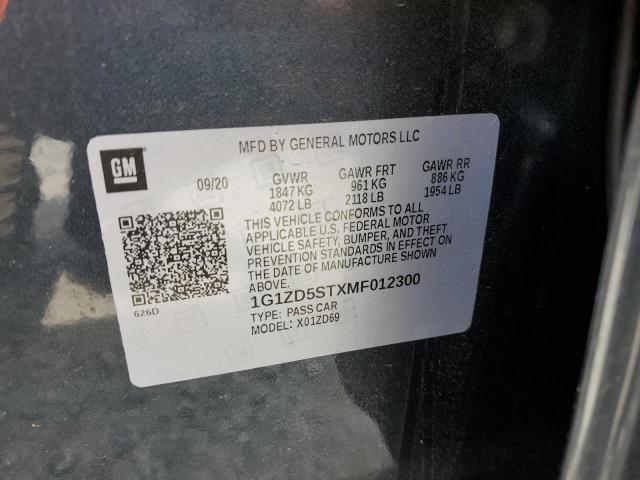 MFD BY GENERAL MOTORS LLC
GM
09/20 GVWR GAWR FRT GAWR RR
1847 KG 961 KG 886 KG
4072 LB 2118 LB 1954 LB
THIS VEHICLE CONFORMS TO ALL
APPLICABLE U.S. FEDERAL MOTOR
VEHICLE SAFETY, BUMPER, AND THEFT
PREVENTION STANDARDS IN EFFECT ON
THE DATE OF MANUFACTURE SHOWN
ABOVE.
1G1ZD5STXMF012300
626D
TYPE: PASS CAR
MODEL: X01ZD69